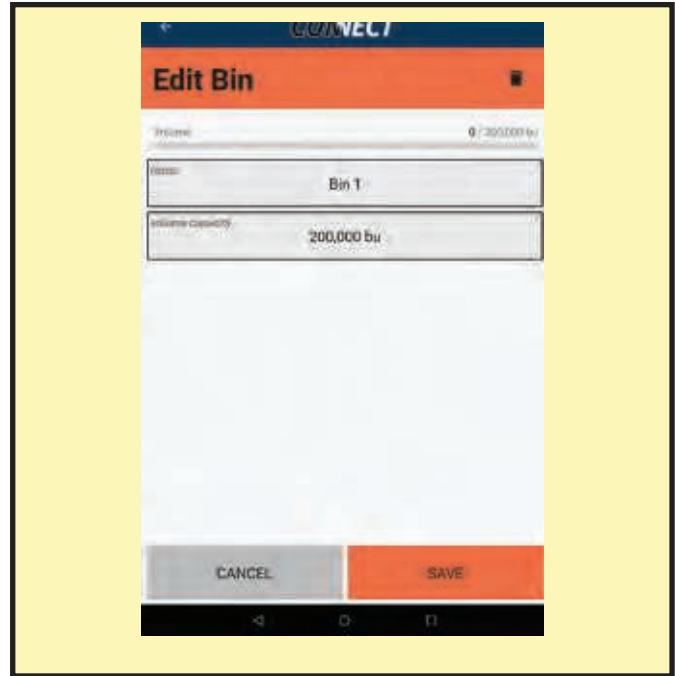 CONNECT
Edit Bin
Volume 0 / 200,000 bu
Name
Bin 1
Volume capacity
200,000 bu
CANCEL SAVE